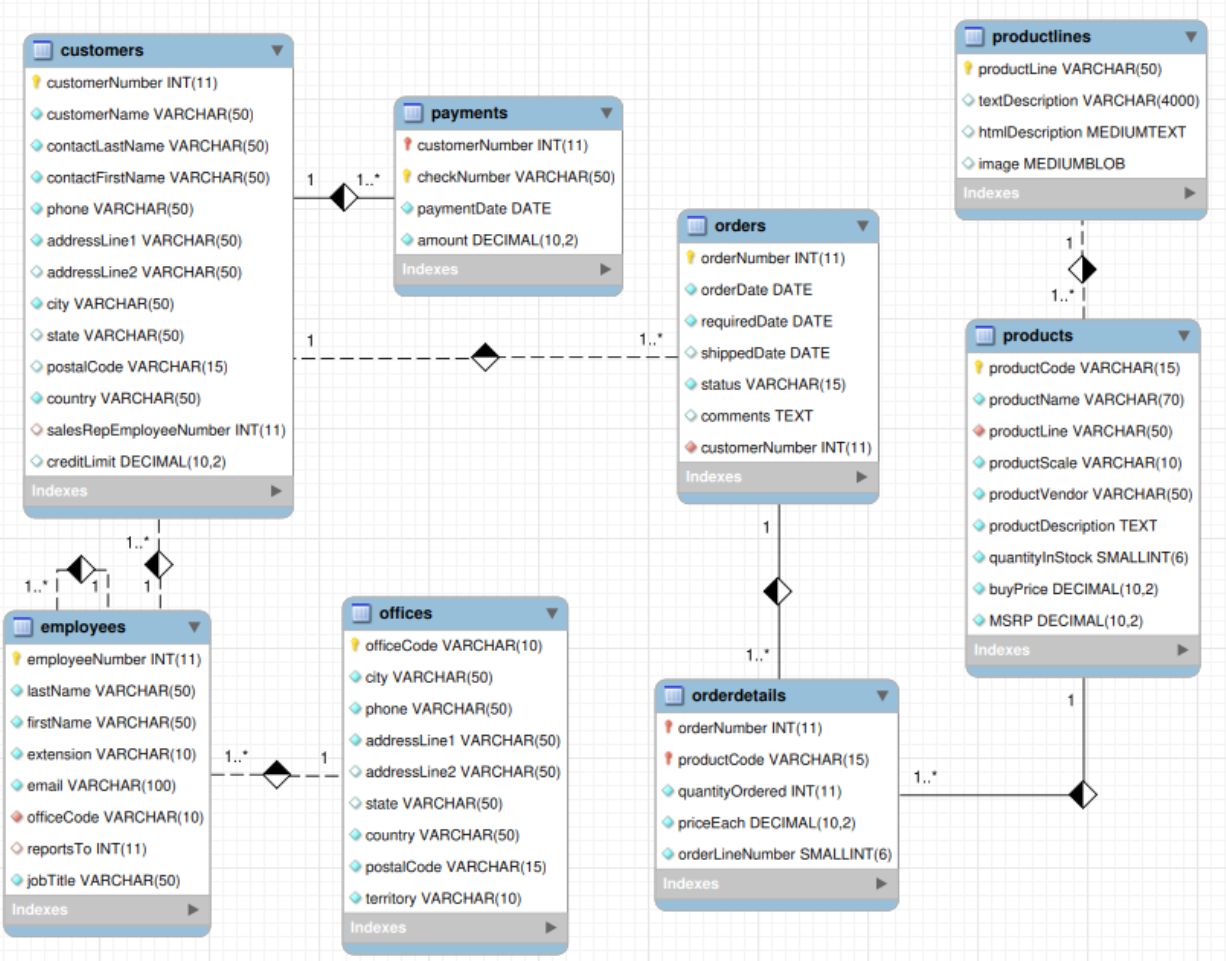 customers
customerNumber INT(11)
customerName VARCHAR(50)
contactLastName VARCHAR(50)
contactFirstName VARCHAR(50)
phone VARCHAR(50)
addressLine1 VARCHAR(50)
addressLine2 VARCHAR(50)
city VARCHAR(50)
state VARCHAR(50)
postalCode VARCHAR(15)
country VARCHAR(50)
salesRepEmployeeNumber INT(11)
creditLimit DECIMAL(10,2)
Indexes
1
1..*
payments
customerNumber INT(11)
checkNumber VARCHAR(50)
paymentDate DATE
amount DECIMAL(10,2)
Indexes
1
1..*
orders
orderNumber INT(11)
orderDate DATE
requiredDate DATE
shippedDate DATE
status VARCHAR(15)
comments TEXT
customerNumber INT(11)
Indexes
productlines
productLine VARCHAR(50)
textDescription VARCHAR(4000)
htmlDescription MEDIUMTEXT
image MEDIUMBLOB
Indexes
1
1..*
products
productCode VARCHAR(15)
productName VARCHAR(70)
productLine VARCHAR(50)
productScale VARCHAR(10)
productVendor VARCHAR(50)
productDescription TEXT
quantityInStock SMALLINT(6)
buyPrice DECIMAL(10,2)
MSRP DECIMAL(10,2)
Indexes
1..*
1
1..*
1
employees
employeeNumber INT(11)
lastName VARCHAR(50)
firstName VARCHAR(50)
extension VARCHAR(10)
email VARCHAR(100)
officeCode VARCHAR(10)
reportsTo INT(11)
jobTitle VARCHAR(50)
Indexes
1..*
1
offices
officeCode VARCHAR(10)
city VARCHAR(50)
phone VARCHAR(50)
addressLine1 VARCHAR(50)
addressLine2 VARCHAR(50)
state VARCHAR(50)
country VARCHAR(50)
postalCode VARCHAR(15)
territory VARCHAR(10)
Indexes
1
1..*
orderdetails
orderNumber INT(11)
productCode VARCHAR(15)
quantityOrdered INT(11)
priceEach DECIMAL(10,2)
orderLineNumber SMALLINT(6)
Indexes
1
1..*